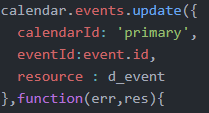 calendar.events.update({
calendarId: 'primary',
eventId:event.id,
resource : d_event
},function(err,res){